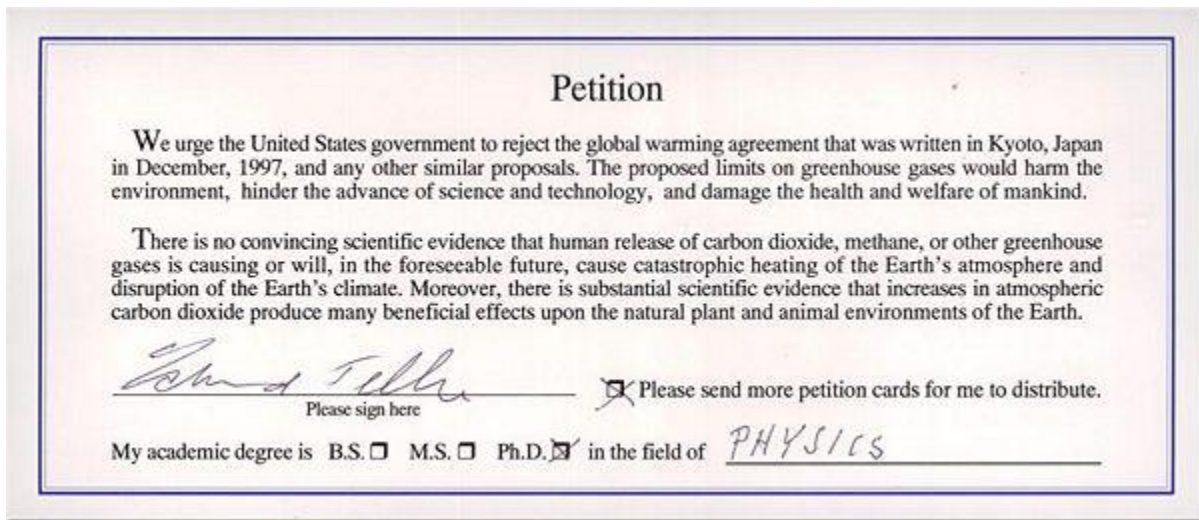 Petition
We urge the United States government to reject the global warming agreement that was written in Kyoto, Japan
in December, 1997, and any other similar proposals. The proposed limits on greenhouse gases would harm the
environment, hinder the advance of science and technology, and damage the health and welfare of mankind.
There is no convincing scientific evidence that human release of carbon dioxide, methane, or other greenhouse
gases is causing or will, in the foreseeable future, cause catastrophic heating of the Earth's atmosphere and
disruption of the Earth's climate. Moreover, there is substantial scientific evidence that increases in atmospheric
carbon dioxide produce many beneficial effects upon the natural plant and animal environments of the Earth.
Edward Teller
Please sign here
Please send more petition cards for me to distribute.
My academic degree is B.S. M.S. Ph.D. in the field of PHYSICS